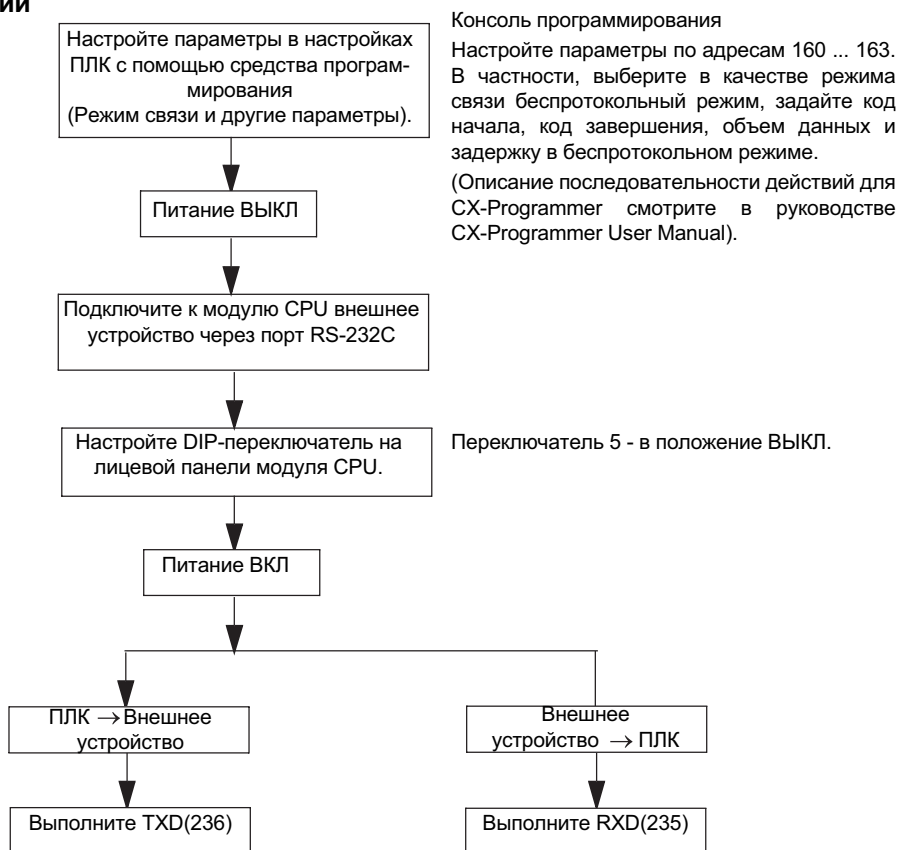 ии
Консоль программирования
Настройте параметры в настройках
ПЛК с помощью средства програм-
мирования
(Режим связи и другие параметры).
Настройте параметры по адресам 160 ... 163.
В частности, выберите в качестве режима
связи беспротокольный режим, задайте код
начала, код завершения, объем данных и
задержку в беспротокольном режиме.
(Описание последовательности действий для
CX-Programmer смотрите в руководстве
CX-Programmer User Manual).
Питание ВЫКЛ
Подключите к модулю CPU внешнее
устройство через порт RS-232C
Настройте DIP-переключатель на
лицевой панели модуля CPU.
Переключатель 5 - в положение ВЫКЛ.
Питание ВКЛ
ПЛК → Внешнее
устройство
Внешнее
устройство → ПЛК
Выполните TXD(236)
Выполните RXD(235)